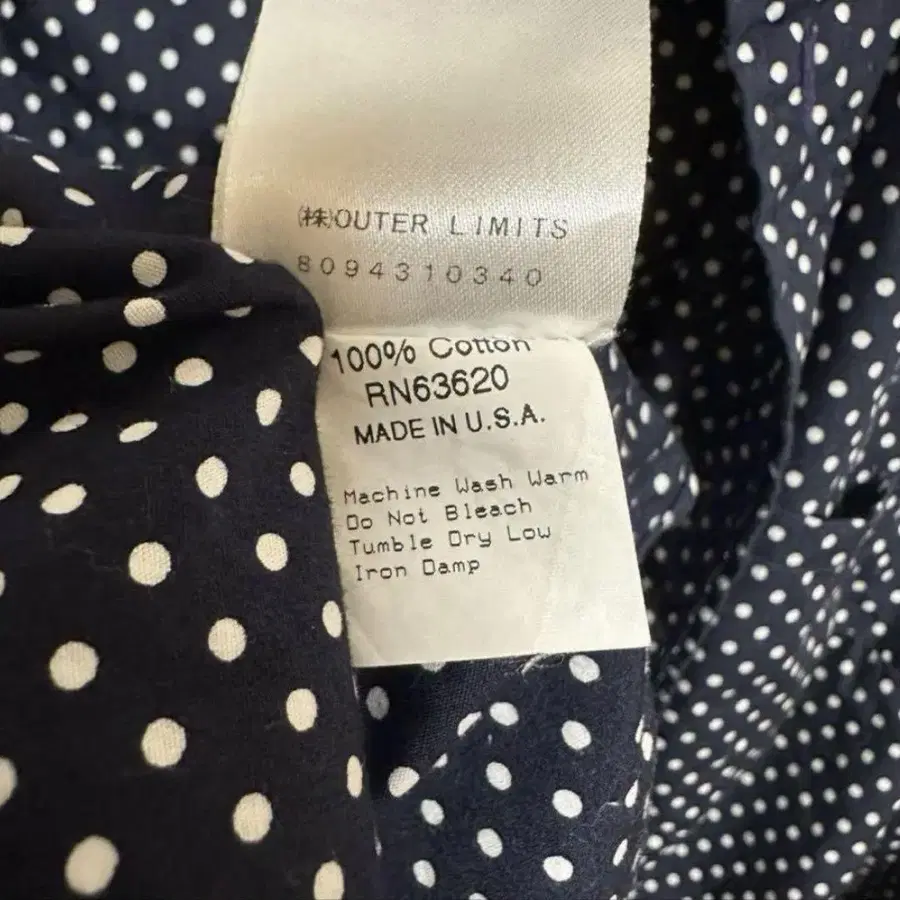 ㈱OUTER LIMITS
8094310340
100% Cotton
RN63620
MADE IN U.S.A.
Machine Wash Warm
Do Not Bleach
Tumble Dry Low
Iron Damp